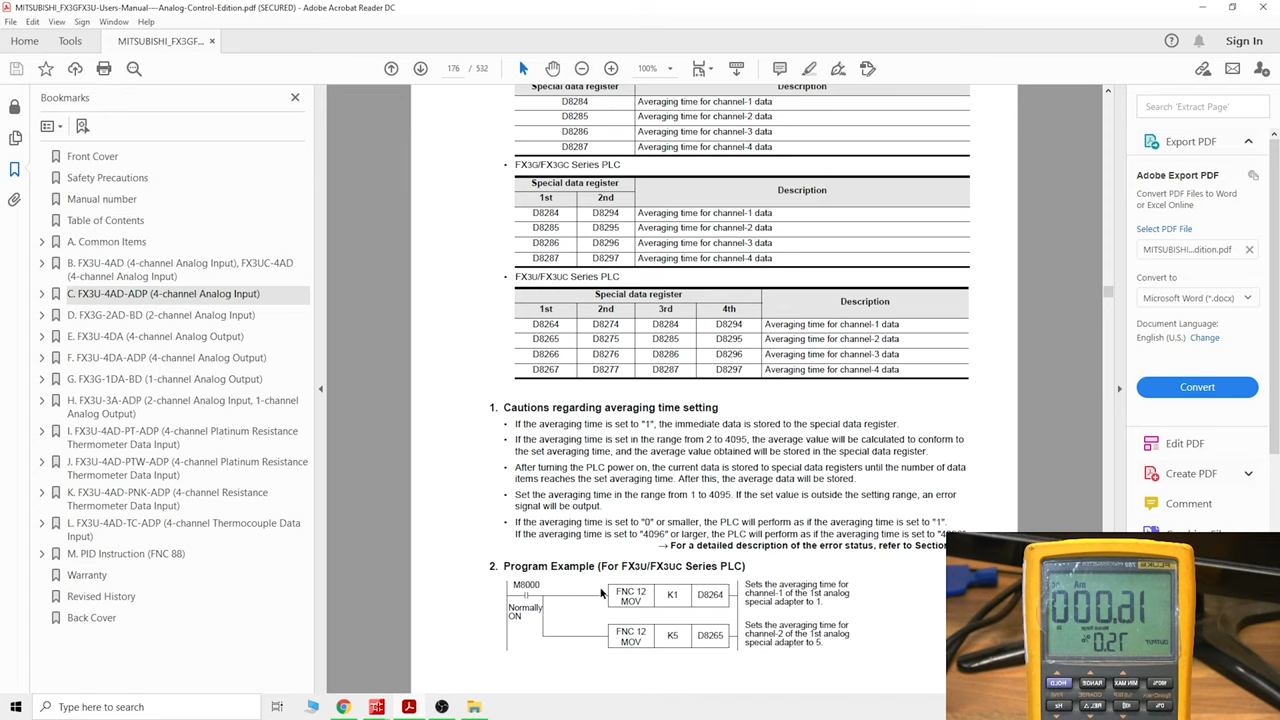 MITSUBISHI_FX3GFX3U-Users-Manual---Analog-Control-Edition.pdf (SECURED) - Adobe Acrobat Reader DC
File Edit View Sign Window Help
Home Tools MITSUBISHI_FX3GF... × Sign In
176 / 532 100%
Bookmarks
Front Cover
Safety Precautions
Manual number
Table of Contents
A. Common Items
B. FX3U-4AD (4-channel Analog Input), FX3UC-4AD
(4-channel Analog Input)
C. FX3U-4AD-ADP (4-channel Analog Input)
D. FX3G-2AD-BD (2-channel Analog Input)
E. FX3U-4DA (4-channel Analog Output)
F. FX3U-4DA-ADP (4-channel Analog Output)
G. FX3G-1DA-BD (1-channel Analog Output)
H. FX3U-3A-ADP (2-channel Analog Input, 1-channel
Analog Output)
I. FX3U-4AD-PT-ADP (4-channel Platinum Resistance
Thermometer Data Input)
J. FX3U-4AD-PTW-ADP (4-channel Platinum Resistance
Thermometer Data Input)
K. FX3U-4AD-PNK-ADP (4-channel Resistance
Thermometer Data Input)
L. FX3U-4AD-TC-ADP (4-channel Thermocouple Data
Input)
M. PID Instruction (FNC 88)
Warranty
Revised History
Back Cover
Special data register Description
D8284 Averaging time for channel-1 data
D8285 Averaging time for channel-2 data
D8286 Averaging time for channel-3 data
D8287 Averaging time for channel-4 data
• FX3G/FX3GC Series PLC
Special data register Description
1st 2nd
D8284 D8294 Averaging time for channel-1 data
D8285 D8295 Averaging time for channel-2 data
D8286 D8296 Averaging time for channel-3 data
D8287 D8297 Averaging time for channel-4 data
• FX3U/FX3UC Series PLC
Special data register Description
1st 2nd 3rd 4th
D8264 D8274 D8284 D8294 Averaging time for channel-1 data
D8265 D8275 D8285 D8295 Averaging time for channel-2 data
D8266 D8276 D8286 D8296 Averaging time for channel-3 data
D8267 D8277 D8287 D8297 Averaging time for channel-4 data
1. Cautions regarding averaging time setting
• If the averaging time is set to "1", the immediate data is stored to the special data register.
• If the averaging time is set in the range from 2 to 4095, the average value will be calculated to conform to
the set averaging time, and the average value obtained will be stored in the special data register.
• After turning the PLC power on, the current data is stored to special data registers until the number of data
items reaches the set averaging time. After this, the average data will be stored.
• Set the averaging time in the range from 1 to 4095. If the set value is outside the setting range, an error
signal will be output.
• If the averaging time is set to "0" or smaller, the PLC will perform as if the averaging time is set to "1".
If the averaging time is set to "4096" or larger, the PLC will perform as if the averaging time is set to
→ For a detailed description of the error status, refer to Section
2. Program Example (For FX3U/FX3UC Series PLC)
M8000
Normally
ON
FNC 12
MOV K1 D8264
Sets the averaging time for
channel-1 of the 1st analog
special adapter to 1.
FNC 12
MOV K5 D8265
Sets the averaging time for
channel-2 of the 1st analog
special adapter to 5.
Search 'Extract Page'
Export PDF
Adobe Export PDF
Convert PDF Files to Word
or Excel Online
Select PDF File
MITSUBISHI...dition.pdf
Convert to
Microsoft Word (*.docx)
Document Language:
English (U.S.) Change
Convert
Edit PDF
Create PDF
Comment
16.000
mA
OUTPUT
75.0
%
HOLD RANGE MIN MAX 100%
REL
Hz 0%
Type here to search